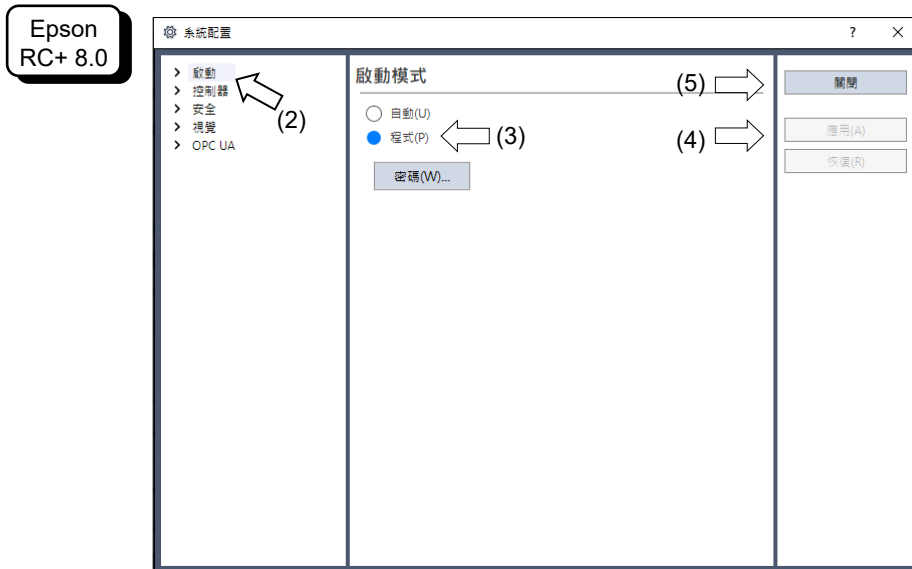 Epson
RC+ 8.0
系統配置
?
啟動
控制器
安全
視覺
OPC UA
(2)
啟動模式
自動(U)
程式(P)
(3)
密碼(W)...
(5)
關閉
(4)
應用(A)
恢復(R)